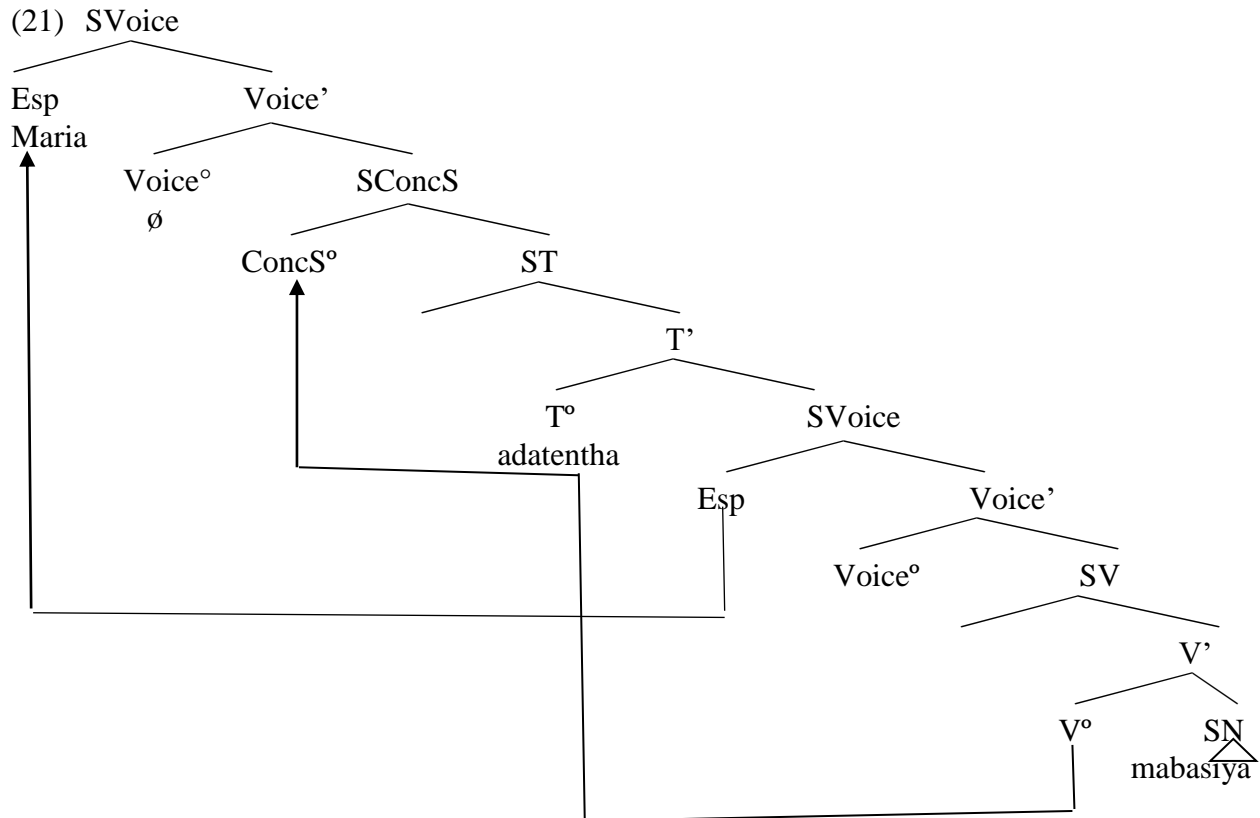 (21) SVoice
Esp Voice’
Maria
Voice° SConcS
ø
ConcSº ST
T’
Tº SVoice
adatentha
Esp Voice’
Voiceº SV
V’
Vº SN
mabasiya